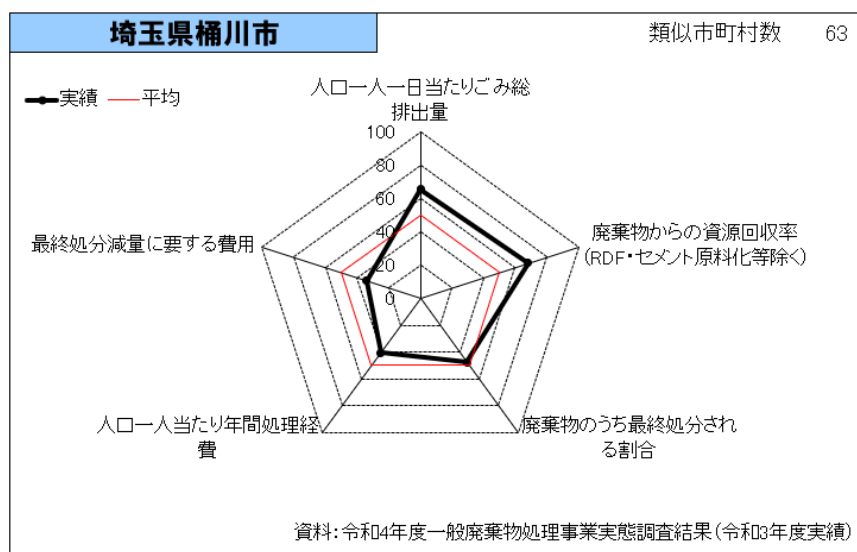 埼玉県桶川市
類似市町村数 63
実績 平均
人口一人一日当たりごみ総
排出量
100
80
60
40
20
0
最終処分減量に要する費用
廃棄物からの資源回収率
(RDF・セメント原料化等除く)
人口一人当たり年間処理経
費
廃棄物のうち最終処分され
る割合
資料:令和4年度一般廃棄物処理事業実態調査結果(令和3年度実績)